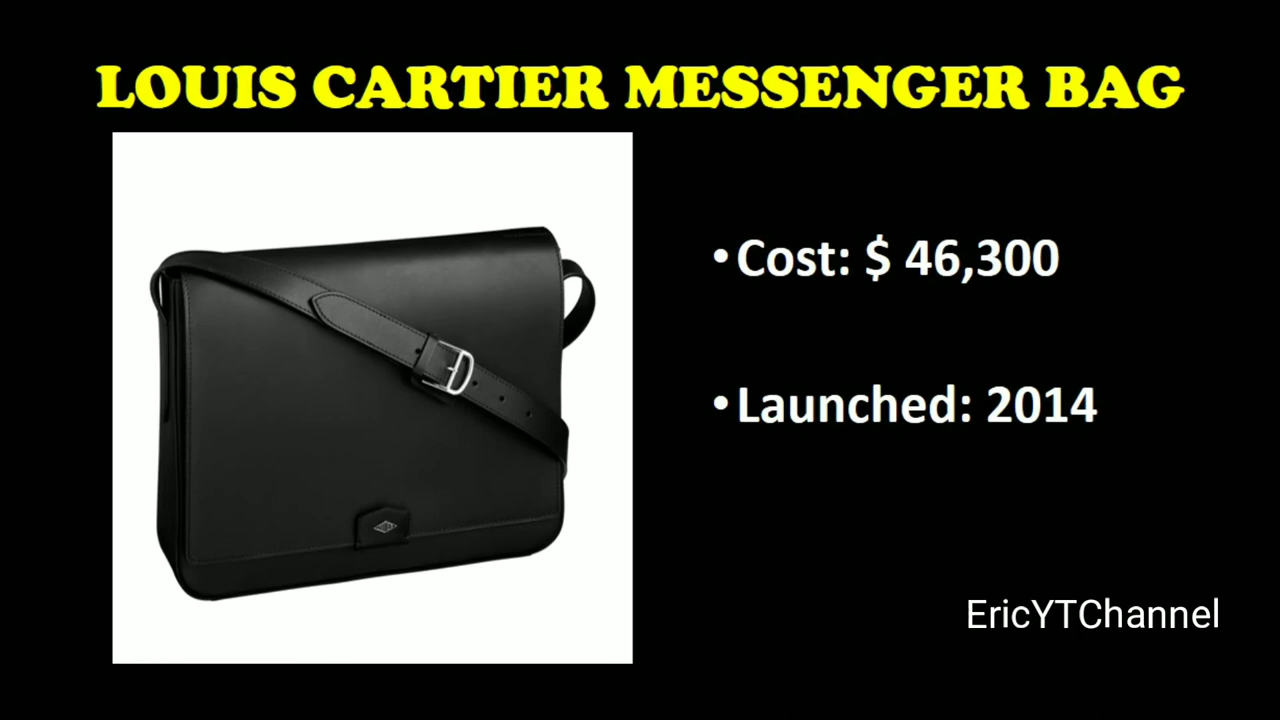 LOUIS CARTIER MESSENGER BAG
•Cost: $ 46,300
•Launched: 2014
EricYTChannel